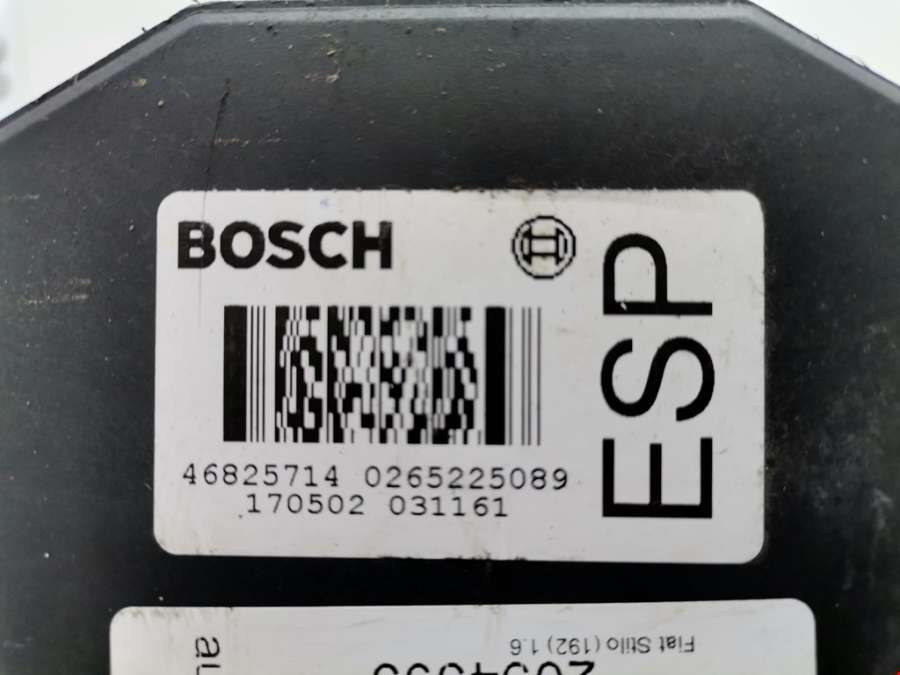 BOSCH
ESP
46825714 0265225089
170502 031161
Fiat Stilo (192) 1.6